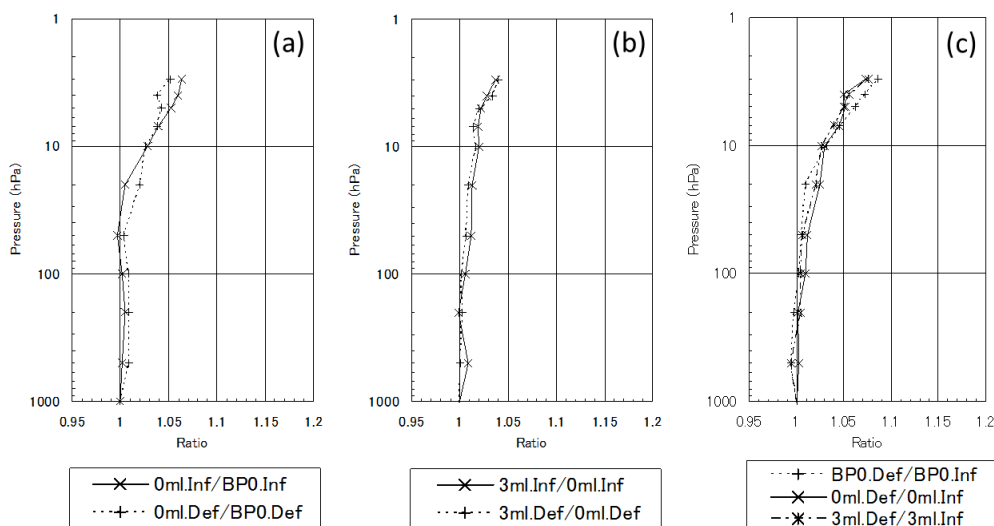 (a)
1
10
100
1000
Pressure (hPa)
0.95 1 1.05 1.1 1.15 1.2
Ratio
0ml.Inf/BP0.Inf
0ml.Def/BP0.Def
(b)
1
10
100
1000
Pressure (hPa)
0.95 1 1.05 1.1 1.15 1.2
Ratio
3ml.Inf/0ml.Inf
3ml.Def/0ml.Def
(c)
1
10
100
1000
Pressure (hPa)
0.95 1 1.05 1.1 1.15 1.2
Ratio
BP0.Def/BP0.Inf
0ml.Def/0ml.Inf
3ml.Def/3ml.Inf